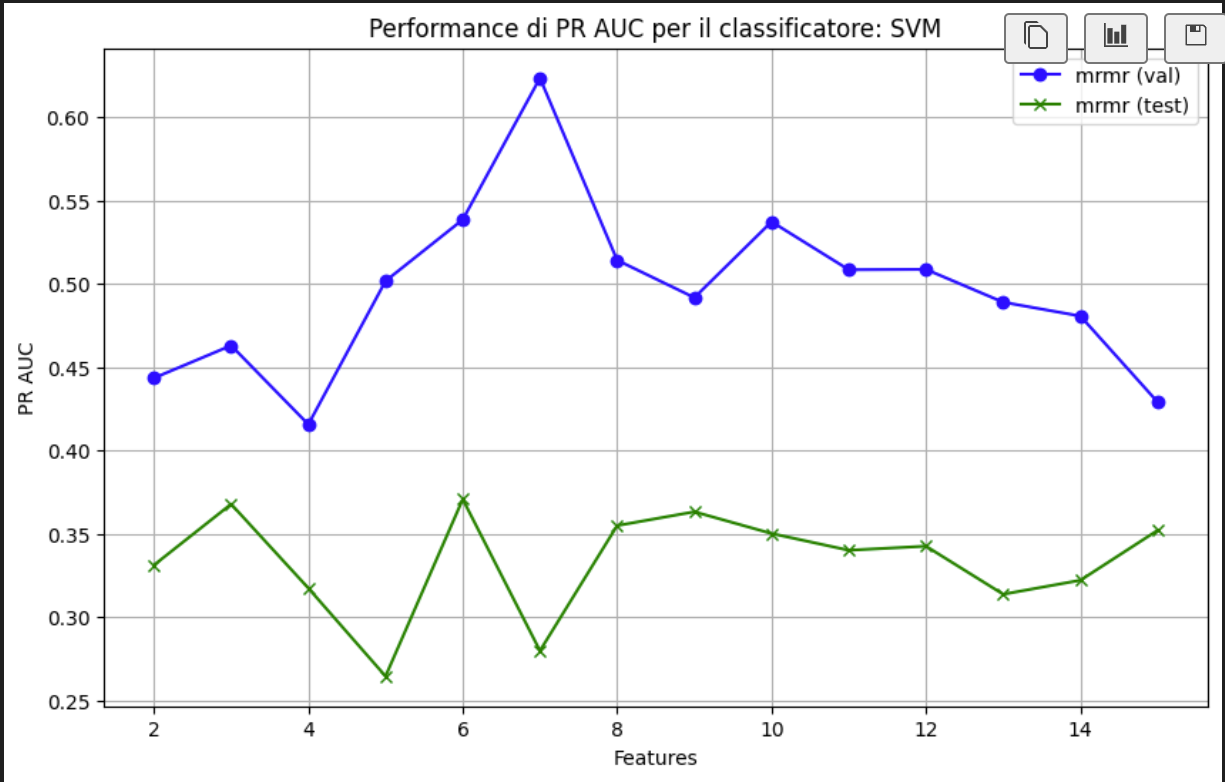 Performance di PR AUC per il classificatore: SVM
mrmr (val)
mrmr (test)
0.60
0.55
0.50
0.45
0.40
0.35
0.30
0.25
PR AUC
2 4 6 8 10 12 14
Features